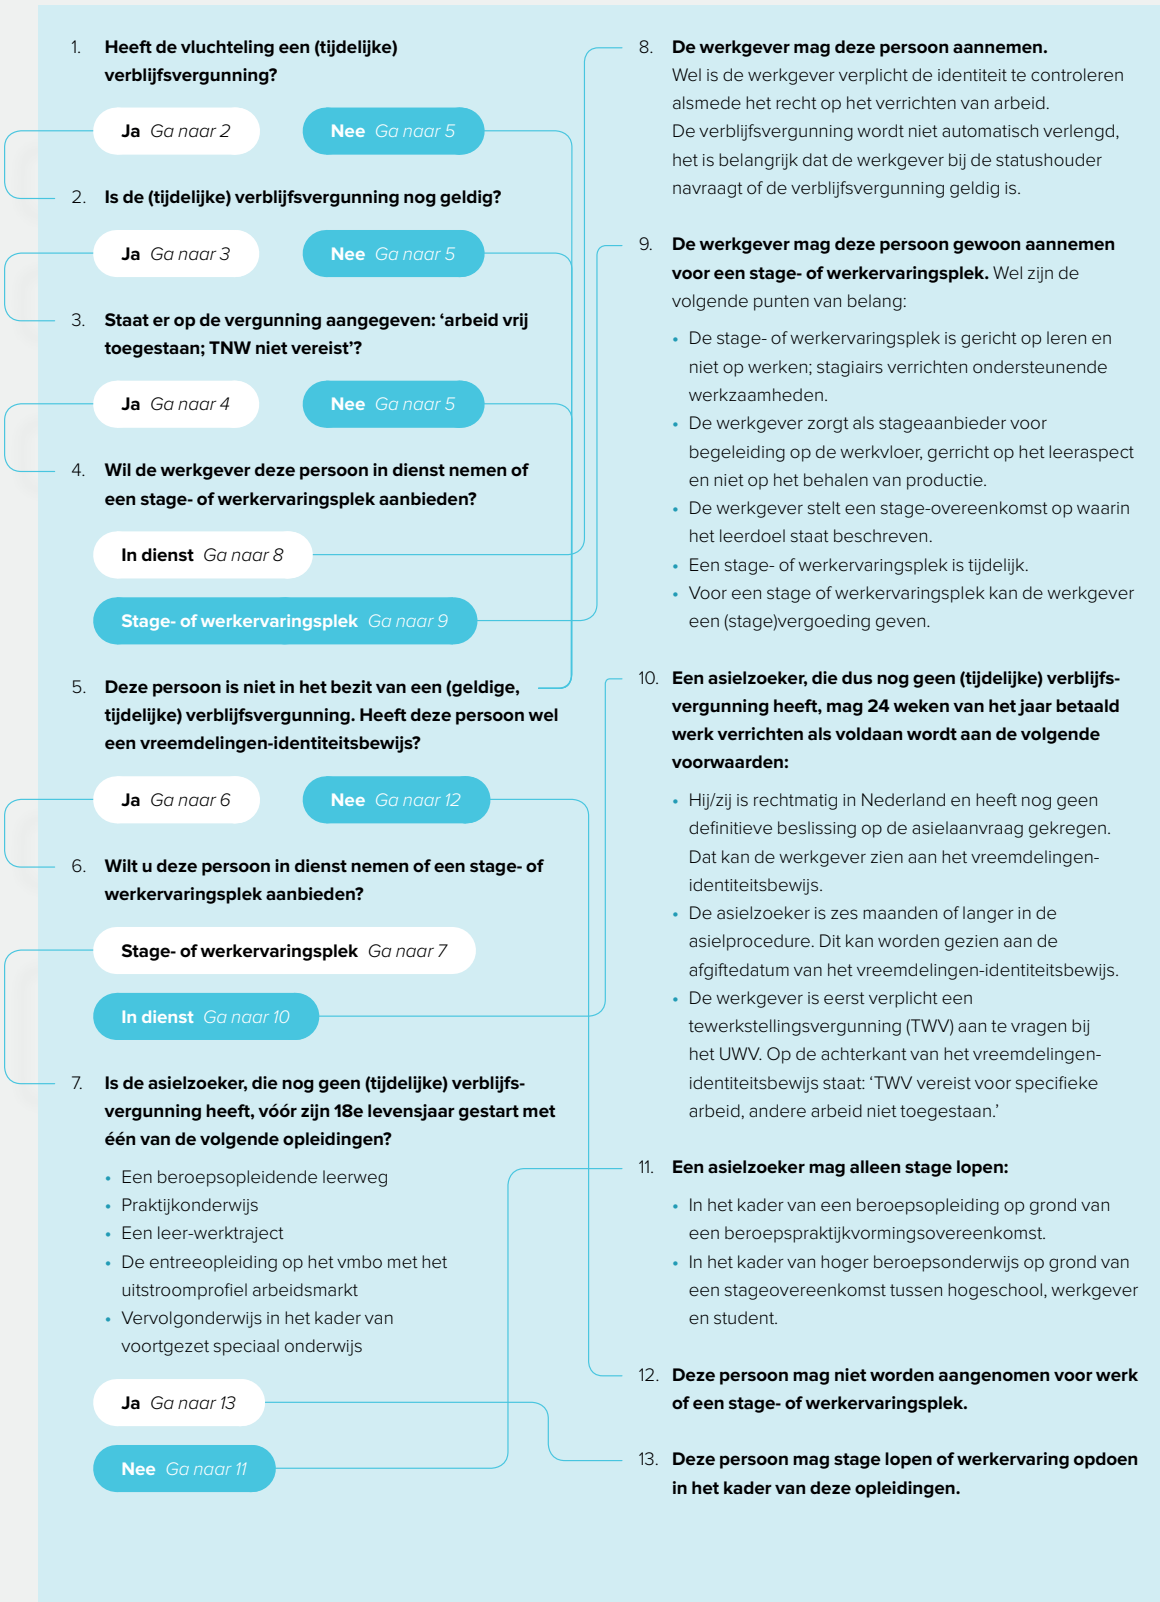 1. Heeft de vluchteling een (tijdelijke)
verblijfsvergunning?
Ja Ga naar 2
Nee Ga naar 5
2. Is de (tijdelijke) verblijfsvergunning nog geldig?
Ja Ga naar 3
Nee Ga naar 5
3. Staat er op de vergunning aangegeven: ‘arbeid vrij
toegestaan; TNW niet vereist’?
Ja Ga naar 4
Nee Ga naar 5
4. Wil de werkgever deze persoon in dienst nemen of
een stage- of werkervaringsplek aanbieden?
In dienst Ga naar 8
Stage- of werkervaringsplek Ga naar 9
5. Deze persoon is niet in het bezit van een (geldige,
tijdelijke) verblijfsvergunning. Heeft deze persoon wel
een vreemdelingen-identiteitsbewijs?
Ja Ga naar 6
Nee Ga naar 12
6. Wilt u deze persoon in dienst nemen of een stage- of
werkervaringsplek aanbieden?
Stage- of werkervaringsplek Ga naar 7
In dienst Ga naar 10
7. Is de asielzoeker, die nog geen (tijdelijke) verblijfs-
vergunning heeft, vóór zijn 18e levensjaar gestart met
één van de volgende opleidingen?
• Een beroepsopleidende leerweg
• Praktijkonderwijs
• Een leer-werktraject
• De entreeopleiding op het vmbo met het
uitstroomprofiel arbeidsmarkt
• Vervolgonderwijs in het kader van
voortgezet speciaal onderwijs
Ja Ga naar 13
Nee Ga naar 11
8. De werkgever mag deze persoon aannemen.
Wel is de werkgever verplicht de identiteit te controleren
alsmede het recht op het verrichten van arbeid.
De verblijfsvergunning wordt niet automatisch verlengd,
het is belangrijk dat de werkgever bij de statushouder
navraagt of de verblijfsvergunning geldig is.
9. De werkgever mag deze persoon gewoon aannemen
voor een stage- of werkervaringsplek. Wel zijn de
volgende punten van belang:
• De stage- of werkervaringsplek is gericht op leren en
niet op werken; stagiairs verrichten ondersteunende
werkzaamheden.
• De werkgever zorgt als stageaanbieder voor
begeleiding op de werkvloer, gerricht op het leeraspect
en niet op het behalen van productie.
• De werkgever stelt een stage-overeenkomst op waarin
het leerdoel staat beschreven.
• Een stage- of werkervaringsplek is tijdelijk.
• Voor een stage of werkervaringsplek kan de werkgever
een (stage)vergoeding geven.
10. Een asielzoeker, die dus nog geen (tijdelijke) verblijfs-
vergunning heeft, mag 24 weken van het jaar betaald
werk verrichten als voldaan wordt aan de volgende
voorwaarden:
• Hij/zij is rechtmatig in Nederland en heeft nog geen
definitieve beslissing op de asielaanvraag gekregen.
Dat kan de werkgever zien aan het vreemdelingen-
identiteitsbewijs.
• De asielzoeker is zes maanden of langer in de
asielprocedure. Dit kan worden gezien aan de
afgiftedatum van het vreemdelingen-identiteitsbewijs.
• De werkgever is eerst verplicht een
tewerkstellingsvergunning (TWV) aan te vragen bij
het UWV. Op de achterkant van het vreemdelingen-
identiteitsbewijs staat: ‘TWV vereist voor specifieke
arbeid, andere arbeid niet toegestaan.’
11. Een asielzoeker mag alleen stage lopen:
• In het kader van een beroepsopleiding op grond van
een beroepspraktijkvormingsovereenkomst.
• In het kader van hoger beroepsonderwijs op grond van
een stageovereenkomst tussen hogeschool, werkgever
en student.
12. Deze persoon mag niet worden aangenomen voor werk
of een stage- of werkervaringsplek.
13. Deze persoon mag stage lopen of werkervaring opdoen
in het kader van deze opleidingen.